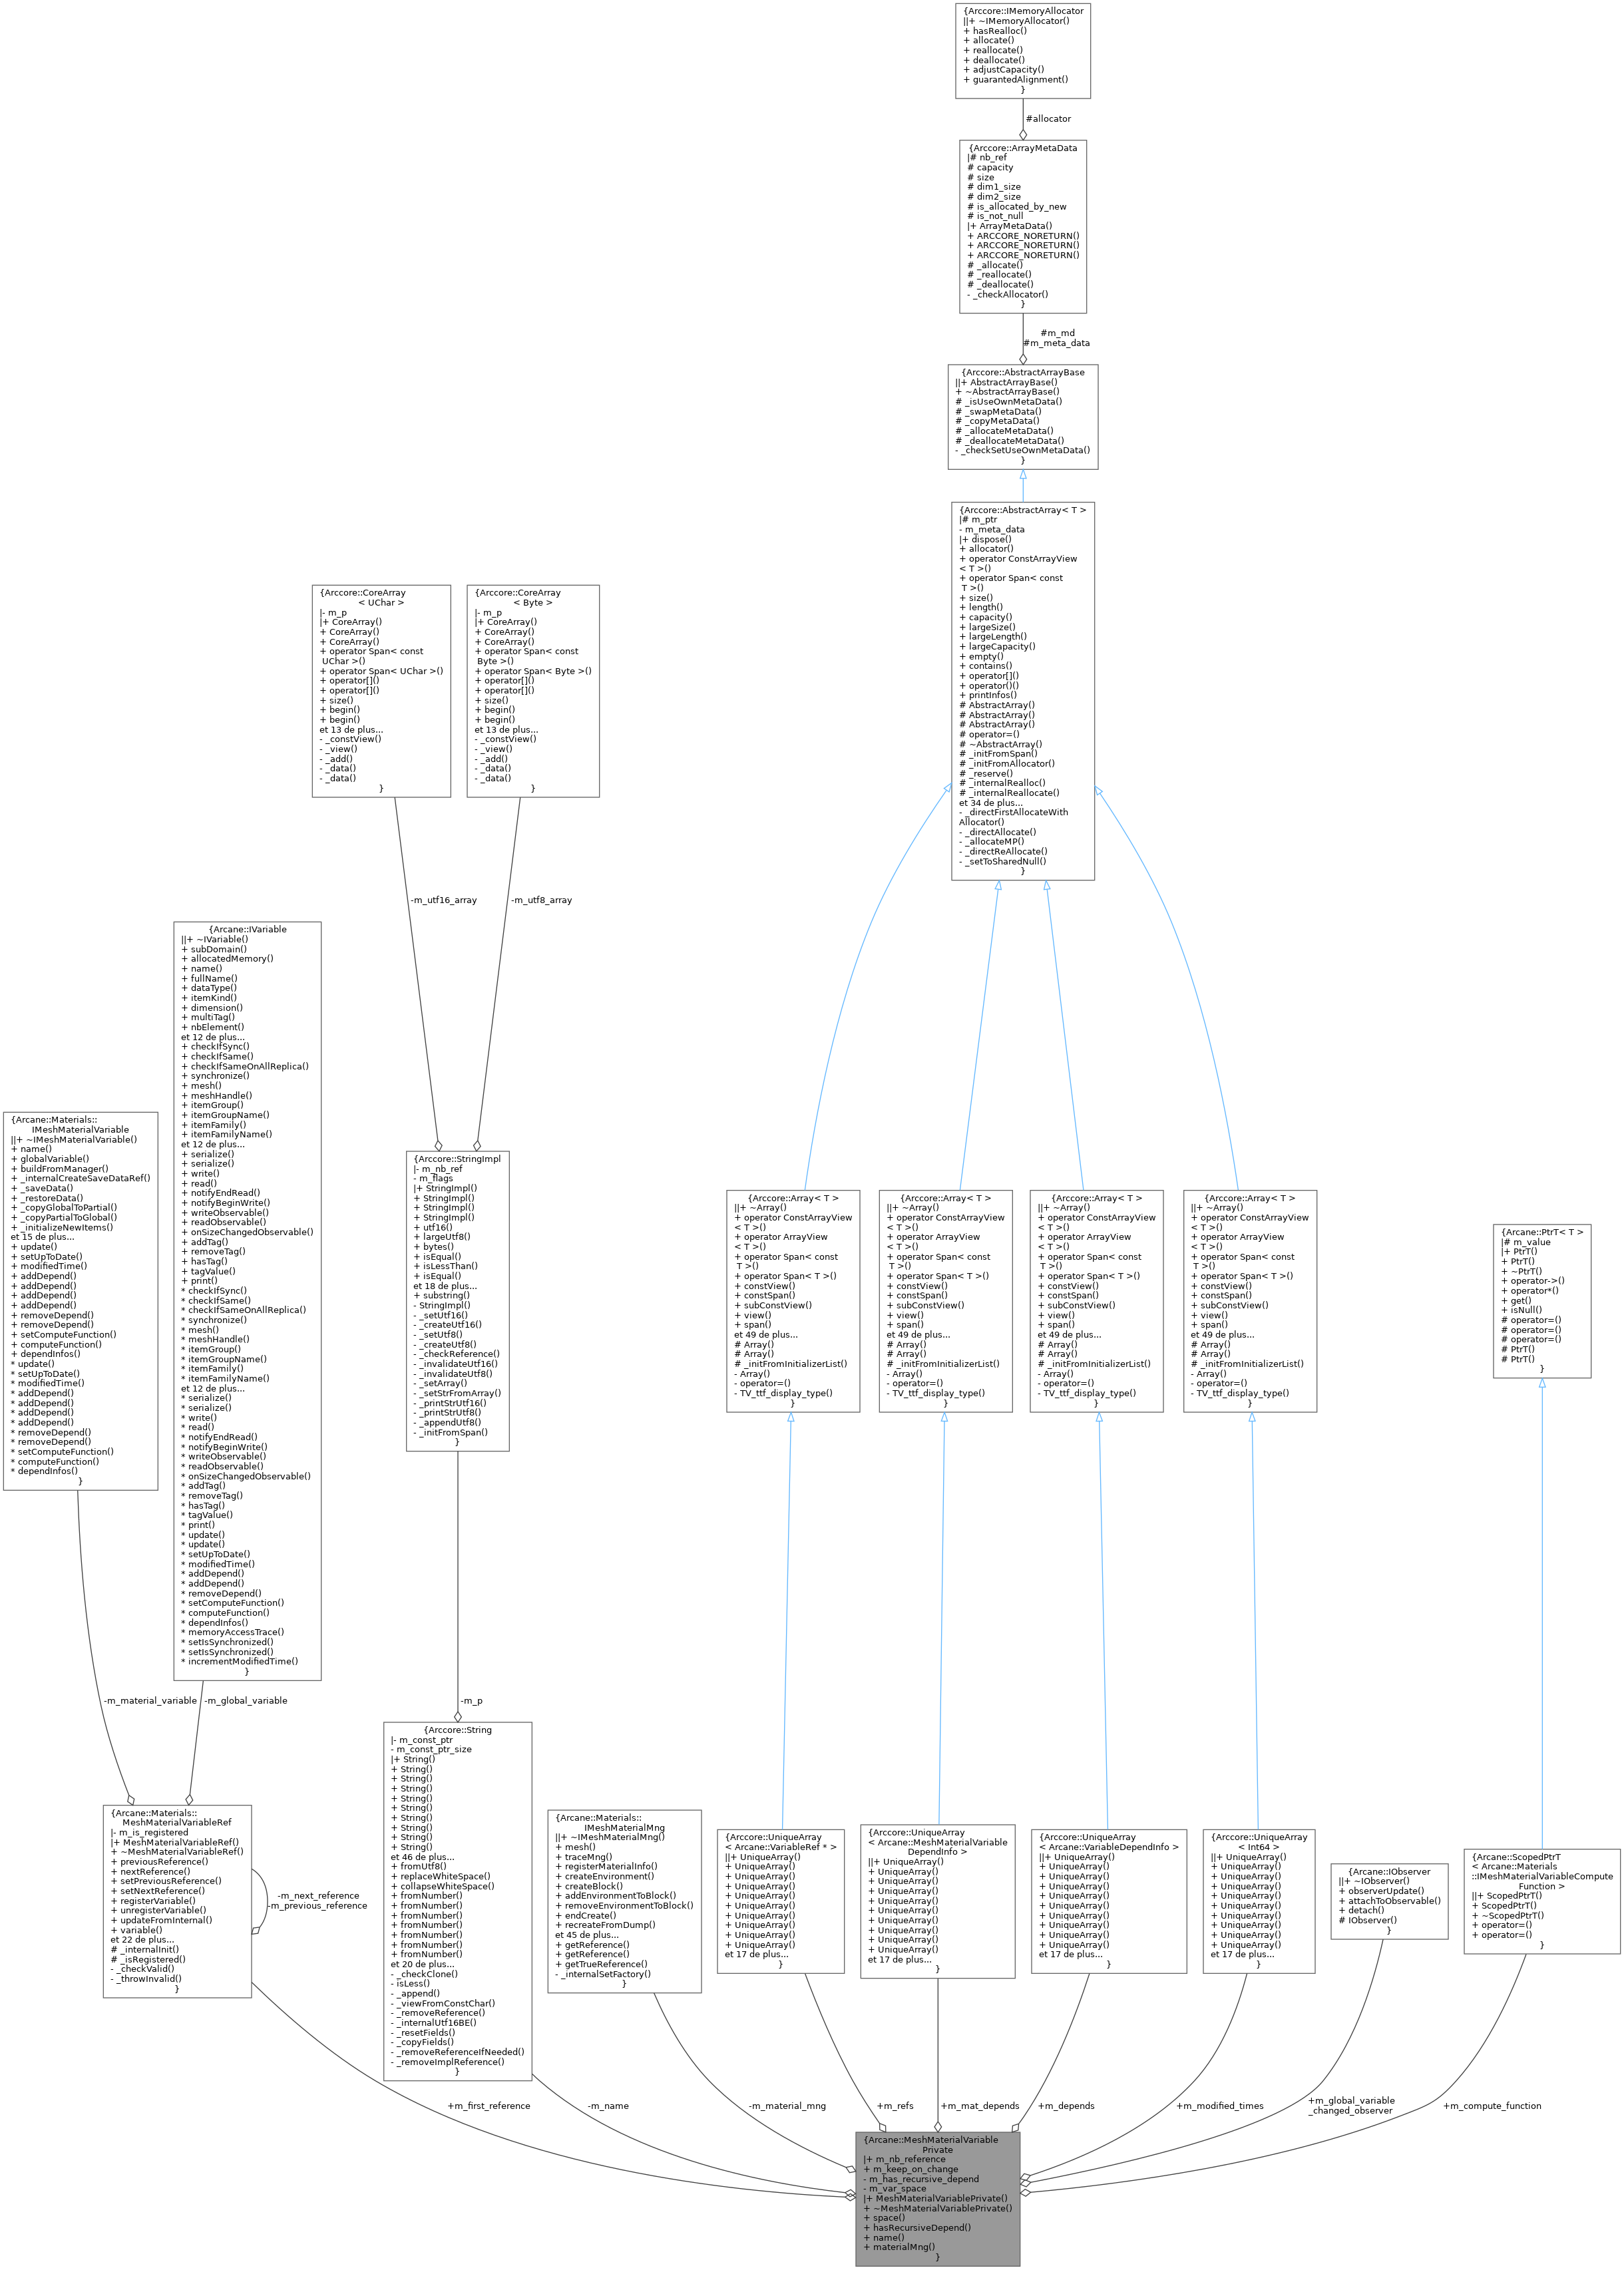 {Arccore::IMemoryAllocator
||+ ~IMemoryAllocator()
+ hasRealloc()
+ allocate()
+ reallocate()
+ deallocate()
+ adjustCapacity()
+ guarantedAlignment()
}
#allocator
{Arccore::ArrayMetaData
|# nb_ref
# capacity
# size
# dim1_size
# dim2_size
# is_allocated_by_new
# is_not_null
|+ ArrayMetaData()
+ ARCCORE_NORETURN()
+ ARCCORE_NORETURN()
+ ARCCORE_NORETURN()
# _allocate()
# _reallocate()
# _deallocate()
- _checkAllocator()
}
#m_md
#m_meta_data
{Arccore::AbstractArrayBase
||+ AbstractArrayBase()
+ ~AbstractArrayBase()
# _isUseOwnMetaData()
# _swapMetaData()
# _copyMetaData()
# _allocateMetaData()
# _deallocateMetaData()
- _checkSetUseOwnMetaData()
}
{Arccore::AbstractArray< T >
|# m_ptr
- m_meta_data
|+ dispose()
+ allocator()
+ operator ConstArrayView
< T >()
+ operator Span< const
T >()
+ size()
+ length()
+ capacity()
+ largeSize()
+ largeLength()
+ largeCapacity()
+ empty()
+ contains()
+ operator[]()
+ operator()()
+ printInfos()
# AbstractArray()
# AbstractArray()
# AbstractArray()
# operator=()
# ~AbstractArray()
# _initFromSpan()
# _initFromAllocator()
# _reserve()
# _internalRealloc()
# _internalReallocate()
et 34 de plus...
- _directFirstAllocateWith
Allocator()
- _directAllocate()
- _allocateMP()
- _directReAllocate()
- _setToSharedNull()
}
{Arccore::CoreArray
< UChar >
|- m_p
|+ CoreArray()
+ CoreArray()
+ CoreArray()
+ operator Span< const
UChar >()
+ operator Span< UChar >()
+ operator[]()
+ operator[]()
+ size()
+ begin()
+ begin()
et 13 de plus...
- _constView()
- _view()
- _add()
- _data()
- _data()
}
{Arccore::CoreArray
< Byte >
|- m_p
|+ CoreArray()
+ CoreArray()
+ CoreArray()
+ operator Span< const
Byte >()
+ operator Span< Byte >()
+ operator[]()
+ operator[]()
+ size()
+ begin()
+ begin()
et 13 de plus...
- _constView()
- _view()
- _add()
- _data()
- _data()
}
-m_utf16_array
-m_utf8_array
{Arcane::IVariable
||+ ~IVariable()
+ subDomain()
+ allocatedMemory()
+ name()
+ fullName()
+ dataType()
+ itemKind()
+ dimension()
+ multiTag()
+ nbElement()
et 12 de plus...
+ checkIfSync()
+ checkIfSame()
+ checkIfSameOnAllReplica()
+ synchronize()
+ mesh()
+ meshHandle()
+ itemGroup()
+ itemGroupName()
+ itemFamily()
+ itemFamilyName()
et 12 de plus...
+ serialize()
+ serialize()
+ write()
+ read()
+ notifyEndRead()
+ notifyBeginWrite()
+ writeObservable()
+ readObservable()
+ onSizeChangedObservable()
+ addTag()
+ removeTag()
+ hasTag()
+ tagValue()
+ print()
* checkIfSync()
* checkIfSame()
* checkIfSameOnAllReplica()
* synchronize()
* mesh()
* meshHandle()
* itemGroup()
* itemGroupName()
* itemFamily()
* itemFamilyName()
et 12 de plus...
* serialize()
* serialize()
* write()
* read()
* notifyEndRead()
* notifyBeginWrite()
* writeObservable()
* readObservable()
* onSizeChangedObservable()
* addTag()
* removeTag()
* hasTag()
* tagValue()
* print()
* update()
* update()
* setUpToDate()
* modifiedTime()
* addDepend()
* addDepend()
* removeDepend()
* setComputeFunction()
* computeFunction()
* dependInfos()
* memoryAccessTrace()
* setIsSynchronized()
* setIsSynchronized()
* incrementModifiedTime()
}
{Arcane::Materials::
IMeshMaterialVariable
||+ ~IMeshMaterialVariable()
+ name()
+ globalVariable()
+ buildFromManager()
+ _internalCreateSaveDataRef()
+ _saveData()
+ _restoreData()
+ _copyGlobalToPartial()
+ _copyPartialToGlobal()
+ _initializeNewItems()
et 15 de plus...
+ update()
+ setUpToDate()
+ modifiedTime()
+ addDepend()
+ addDepend()
+ addDepend()
+ addDepend()
+ removeDepend()
+ removeDepend()
+ setComputeFunction()
+ computeFunction()
+ dependInfos()
* update()
* setUpToDate()
* modifiedTime()
* addDepend()
* addDepend()
* addDepend()
* addDepend()
* removeDepend()
* removeDepend()
* setComputeFunction()
* computeFunction()
* dependInfos()
}
{Arccore::StringImpl
|- m_nb_ref
- m_flags
|+ StringImpl()
+ StringImpl()
+ StringImpl()
+ StringImpl()
+ utf16()
+ largeUtf8()
+ bytes()
+ isEqual()
+ isLessThan()
+ isEqual()
et 18 de plus...
+ substring()
- StringImpl()
- _setUtf16()
- _createUtf16()
- _setUtf8()
- _createUtf8()
- _checkReference()
- _invalidateUtf16()
- _invalidateUtf8()
- _setArray()
- _setStrFromArray()
- _printStrUtf16()
- _printStrUtf8()
- _appendUtf8()
- _initFromSpan()
}
{Arccore::Array< T >
||+ ~Array()
+ operator ConstArrayView
< T >()
+ operator ArrayView
< T >()
+ operator Span< const
T >()
+ operator Span< T >()
+ constView()
+ constSpan()
+ subConstView()
+ view()
+ span()
et 49 de plus...
# Array()
# Array()
# _initFromInitializerList()
- Array()
- operator=()
- TV_ttf_display_type()
}
{Arccore::Array< T >
||+ ~Array()
+ operator ConstArrayView
< T >()
+ operator ArrayView
< T >()
+ operator Span< const
T >()
+ operator Span< T >()
+ constView()
+ constSpan()
+ subConstView()
+ view()
+ span()
et 49 de plus...
# Array()
# Array()
# _initFromInitializerList()
- Array()
- operator=()
- TV_ttf_display_type()
}
{Arccore::Array< T >
||+ ~Array()
+ operator ConstArrayView
< T >()
+ operator ArrayView
< T >()
+ operator Span< const
T >()
+ operator Span< T >()
+ constView()
+ constSpan()
+ subConstView()
+ view()
+ span()
et 49 de plus...
# Array()
# Array()
# _initFromInitializerList()
- Array()
- operator=()
- TV_ttf_display_type()
}
{Arccore::Array< T >
||+ ~Array()
+ operator ConstArrayView
< T >()
+ operator ArrayView
< T >()
+ operator Span< const
T >()
+ operator Span< T >()
+ constView()
+ constSpan()
+ subConstView()
+ view()
+ span()
et 49 de plus...
# Array()
# Array()
# _initFromInitializerList()
- Array()
- operator=()
- TV_ttf_display_type()
}
{Arcane::PtrT< T >
|# m_value
|+ PtrT()
+ PtrT()
+ ~PtrT()
+ operator->()
+ operator*()
+ get()
+ isNull()
# operator=()
# operator=()
# operator=()
# PtrT()
# PtrT()
}
-m_material_variable
-m_global_variable
-m_p
{Arcane::Materials::
MeshMaterialVariableRef
|- m_is_registered
|+ MeshMaterialVariableRef()
+ ~MeshMaterialVariableRef()
+ previousReference()
+ nextReference()
+ setPreviousReference()
+ setNextReference()
+ registerVariable()
+ unregisterVariable()
+ updateFromInternal()
+ variable()
et 22 de plus...
# _internalInit()
# _isRegistered()
- _checkValid()
- _throwInvalid()
}
-m_next_reference
-m_previous_reference
{Arccore::String
|- m_const_ptr
- m_const_ptr_size
|+ String()
+ String()
+ String()
+ String()
+ String()
+ String()
+ String()
+ String()
+ String()
+ String()
et 46 de plus...
+ fromUtf8()
+ replaceWhiteSpace()
+ collapseWhiteSpace()
+ fromNumber()
+ fromNumber()
+ fromNumber()
+ fromNumber()
+ fromNumber()
+ fromNumber()
+ fromNumber()
et 20 de plus...
- _checkClone()
- isLess()
- _append()
- _viewFromConstChar()
- _removeReference()
- _internalUtf16BE()
- _resetFields()
- _copyFields()
- _removeReferenceIfNeeded()
- _removeImplReference()
}
{Arcane::Materials::
IMeshMaterialMng
||+ ~IMeshMaterialMng()
+ mesh()
+ traceMng()
+ registerMaterialInfo()
+ createEnvironment()
+ createBlock()
+ addEnvironmentToBlock()
+ removeEnvironmentToBlock()
+ endCreate()
+ recreateFromDump()
et 45 de plus...
+ getReference()
+ getReference()
+ getTrueReference()
- _internalSetFactory()
}
{Arccore::UniqueArray
< Arcane::VariableRef * >
||+ UniqueArray()
+ UniqueArray()
+ UniqueArray()
+ UniqueArray()
+ UniqueArray()
+ UniqueArray()
+ UniqueArray()
+ UniqueArray()
+ UniqueArray()
+ UniqueArray()
et 17 de plus...
}
{Arccore::UniqueArray
< Arcane::MeshMaterialVariable
DependInfo >
||+ UniqueArray()
+ UniqueArray()
+ UniqueArray()
+ UniqueArray()
+ UniqueArray()
+ UniqueArray()
+ UniqueArray()
+ UniqueArray()
+ UniqueArray()
+ UniqueArray()
et 17 de plus...
}
{Arccore::UniqueArray
< Arcane::VariableDependInfo >
||+ UniqueArray()
+ UniqueArray()
+ UniqueArray()
+ UniqueArray()
+ UniqueArray()
+ UniqueArray()
+ UniqueArray()
+ UniqueArray()
+ UniqueArray()
+ UniqueArray()
et 17 de plus...
}
{Arccore::UniqueArray
< Int64 >
||+ UniqueArray()
+ UniqueArray()
+ UniqueArray()
+ UniqueArray()
+ UniqueArray()
+ UniqueArray()
+ UniqueArray()
+ UniqueArray()
+ UniqueArray()
+ UniqueArray()
et 17 de plus...
}
{Arcane::IObserver
||+ ~IObserver()
+ observerUpdate()
+ attachToObservable()
+ detach()
# IObserver()
}
{Arcane::ScopedPtrT
< Arcane::Materials
::IMeshMaterialVariableCompute
Function >
||+ ScopedPtrT()
+ ScopedPtrT()
+ ~ScopedPtrT()
+ operator=()
+ operator=()
}
+m_first_reference
-m_name
-m_material_mng
+m_refs
+m_mat_depends
+m_depends
+m_modified_times
+m_global_variable
_changed_observer
+m_compute_function
{Arcane::MeshMaterialVariable
Private
|+ m_nb_reference
+ m_keep_on_change
- m_has_recursive_depend
- m_var_space
|+ MeshMaterialVariablePrivate()
+ ~MeshMaterialVariablePrivate()
+ space()
+ hasRecursiveDepend()
+ name()
+ materialMng()
}